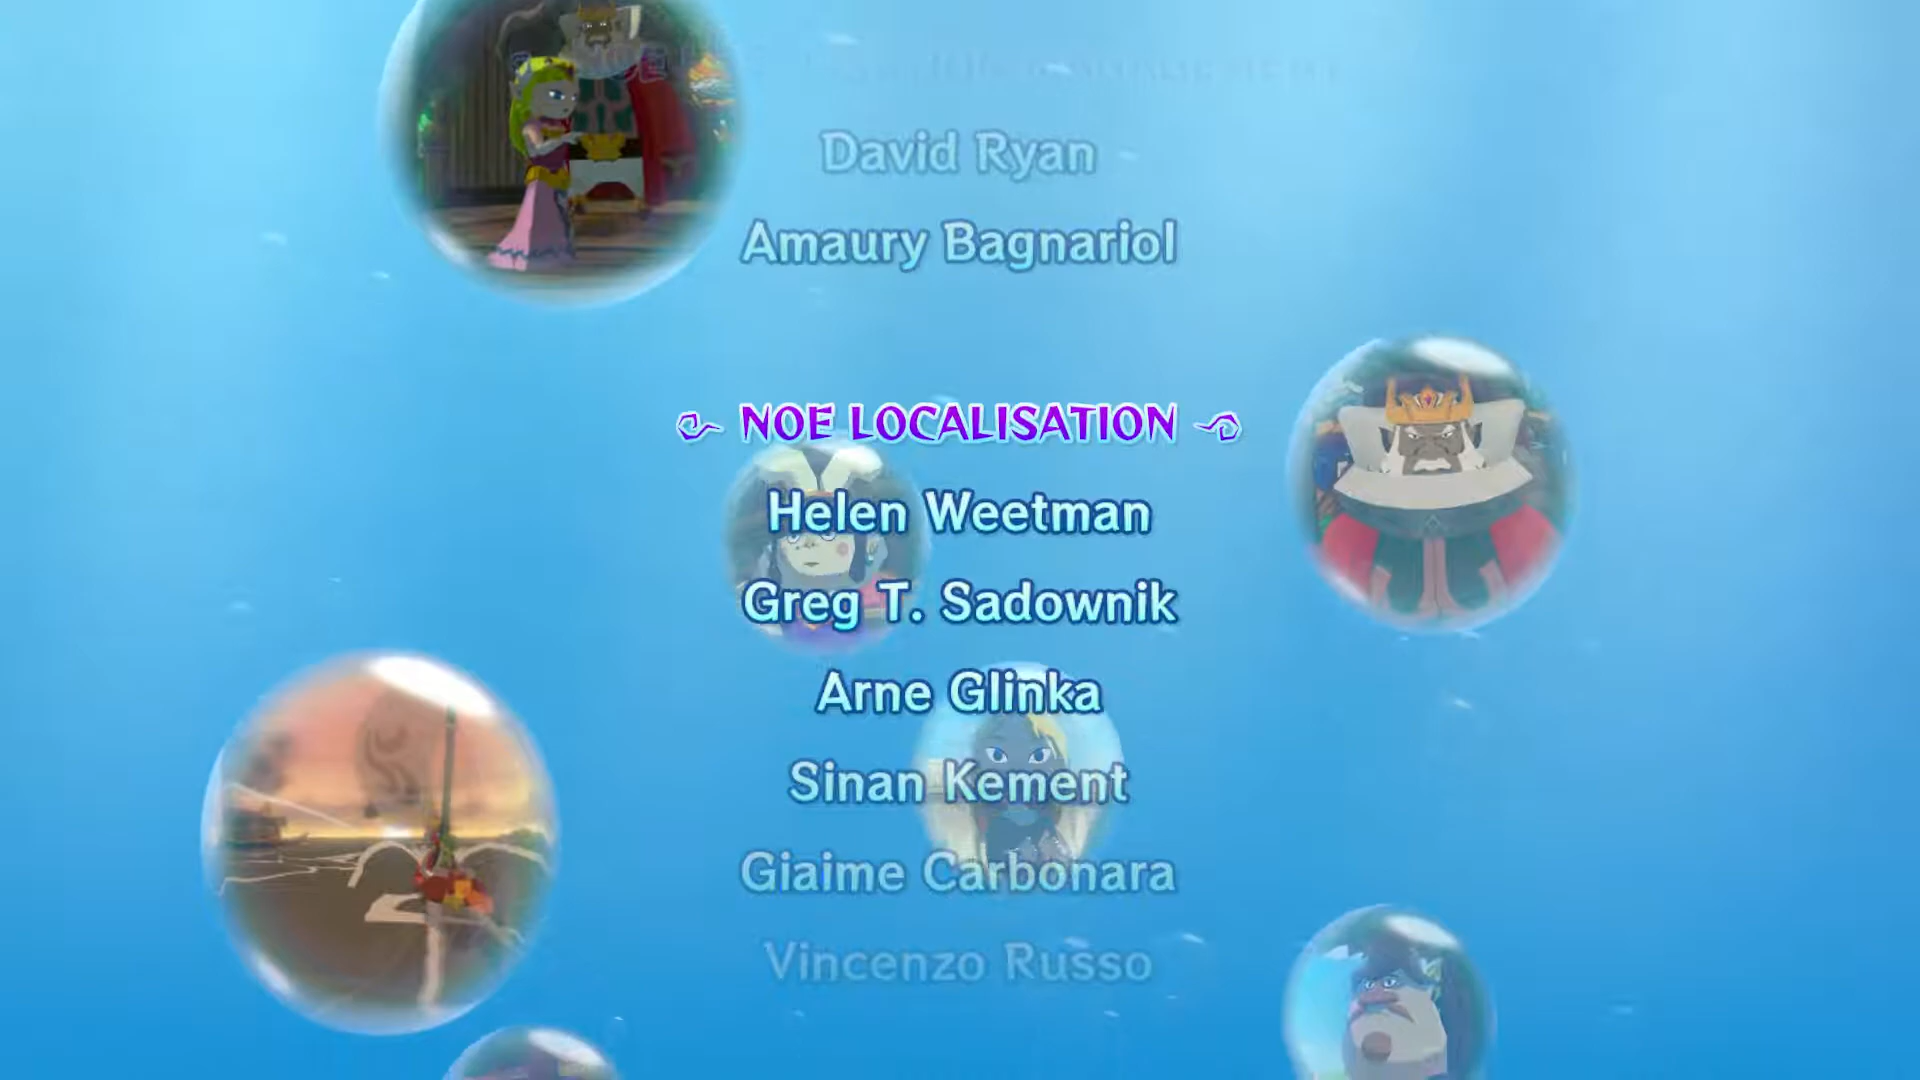 David Ryan
Amaury Bagnariol
NOE LOCALISATION
Helen Weetman
Greg T. Sadownik
Arne Glinka
Sinan Kement
Giaime Carbonara
Vincenzo Russo